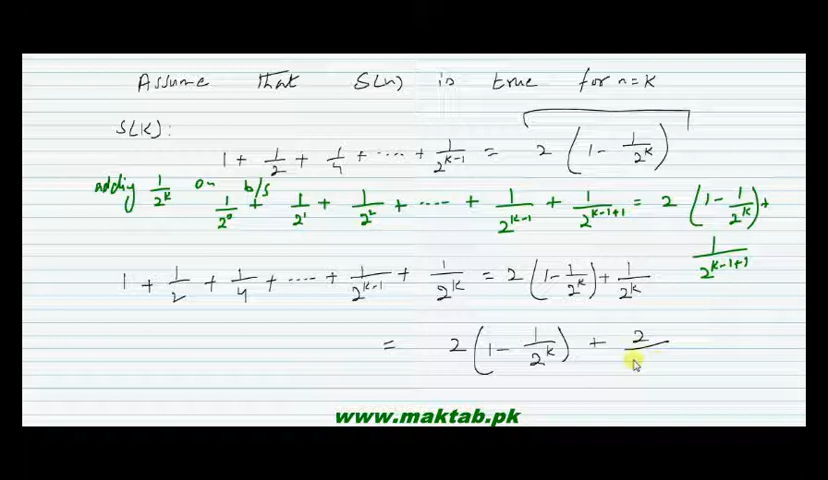 Assume that S(n) is true for n=k
S(k):
1 + 1/2 + 1/4 + ···· + 1/2^(k-1) = 2 (1 - 1/2^k)
adding 1/2^k on b/s
1/2^0 + 1/2^1 + 1/2^2 + ···· + 1/2^(k-1) + 1/2^(k-1+1) = 2 (1 - 1/2^k) +
1/2^(k-1+1)
1 + 1/2 + 1/4 + ···· + 1/2^(k-1) + 1/2^k = 2 (1 - 1/2^k) + 1/2^k
= 2 (1 - 1/2^k) + 2/
www.maktab.pk